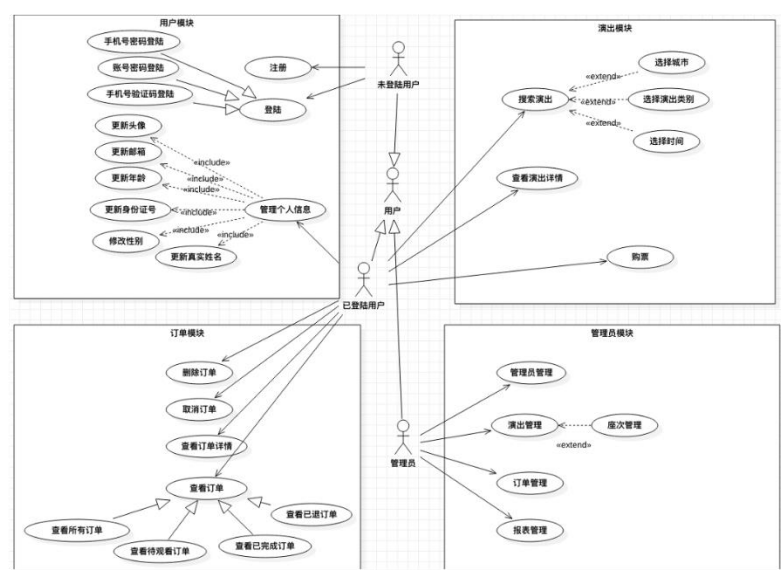 用户模块
手机号密码登陆
账号密码登陆
手机号验证码登陆
注册
登陆
更新头像
更新邮箱
更新年龄
更新身份证号
修改性别
更新真实姓名
管理个人信息
«include»
«include»
«include»
«include»
«include»
«include»
未登陆用户
用户
已登陆用户
管理员
演出模块
搜索演出
选择城市
选择演出类别
选择时间
«extend»
«extend»
«extend»
查看演出详情
购票
订单模块
删除订单
取消订单
查看订单详情
查看订单
查看所有订单
查看待观看订单
查看已完成订单
查看已退订单
管理员模块
管理员管理
演出管理
座次管理
«extend»
订单管理
报表管理